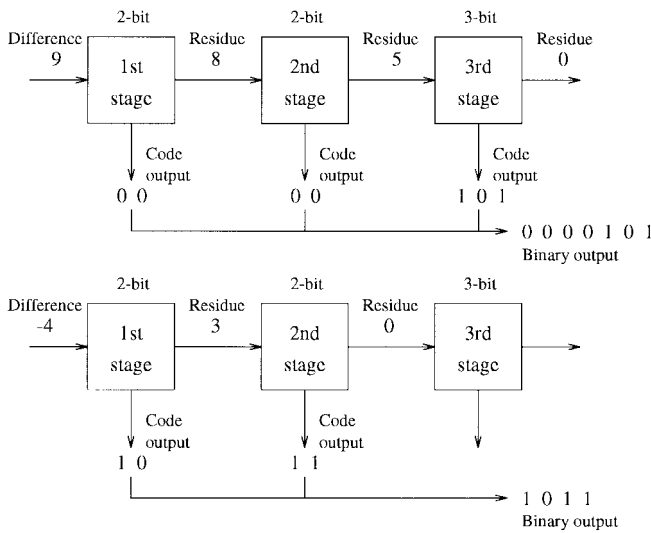 2-bit 2-bit 3-bit
Difference Residue Residue Residue
9 8 5 0
1st 2nd 3rd
stage stage stage
Code Code Code
output output output
0 0 0 0 1 0 1
0 0 0 0 1 0 1
Binary output
2-bit 2-bit 3-bit
Difference Residue Residue
-4 3 0
1st 2nd 3rd
stage stage stage
Code Code
output output
1 0 1 1
1 0 1 1
Binary output